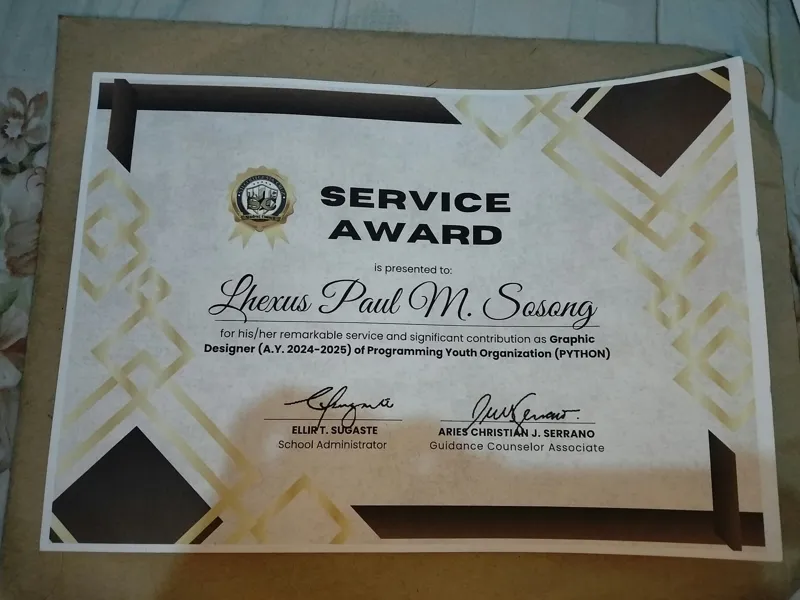 SERVICE
AWARD
is presented to:
Lhexus Paul M. Sosong
for his/her remarkable service and significant contribution as Graphic
Designer (A.Y. 2024-2025) of Programming Youth Organization (PYTHON)
ELLIP T. SUGASTE
School Administrator
ARIES CHRISTIAN J. SERRANO
Guidance Counselor Associate